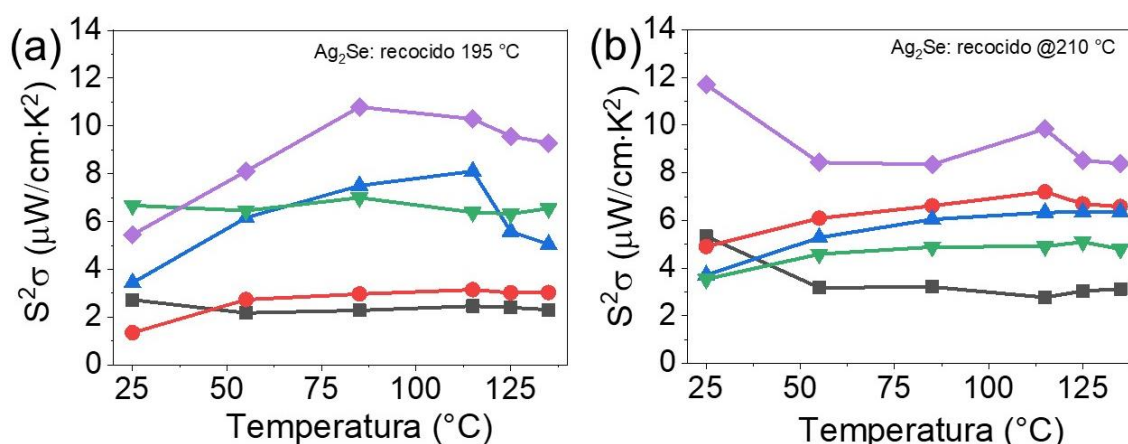 (a)
Ag₂Se: recocido 195 °C
S²σ (μW/cm·K²)
14
12
10
8
6
4
2
0
25 50 75 100 125
Temperatura (°C)
(b)
Ag₂Se: recocido @210 °C
S²σ (μW/cm·K²)
14
12
10
8
6
4
2
0
25 50 75 100 125
Temperatura (°C)